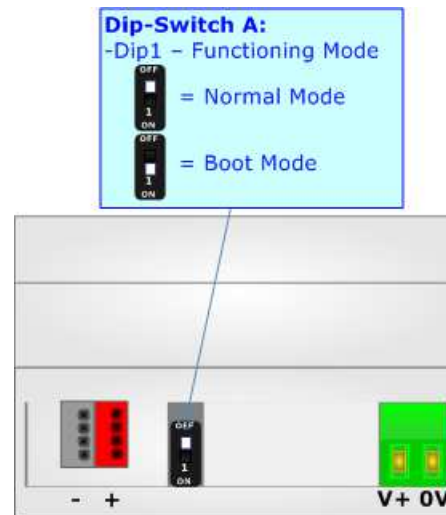 Dip-Switch A:
-Dip1 – Functioning Mode
OFF
= Normal Mode
1
ON
OFF
= Boot Mode
1
ON
OFF
1
ON
- +
V+ 0V